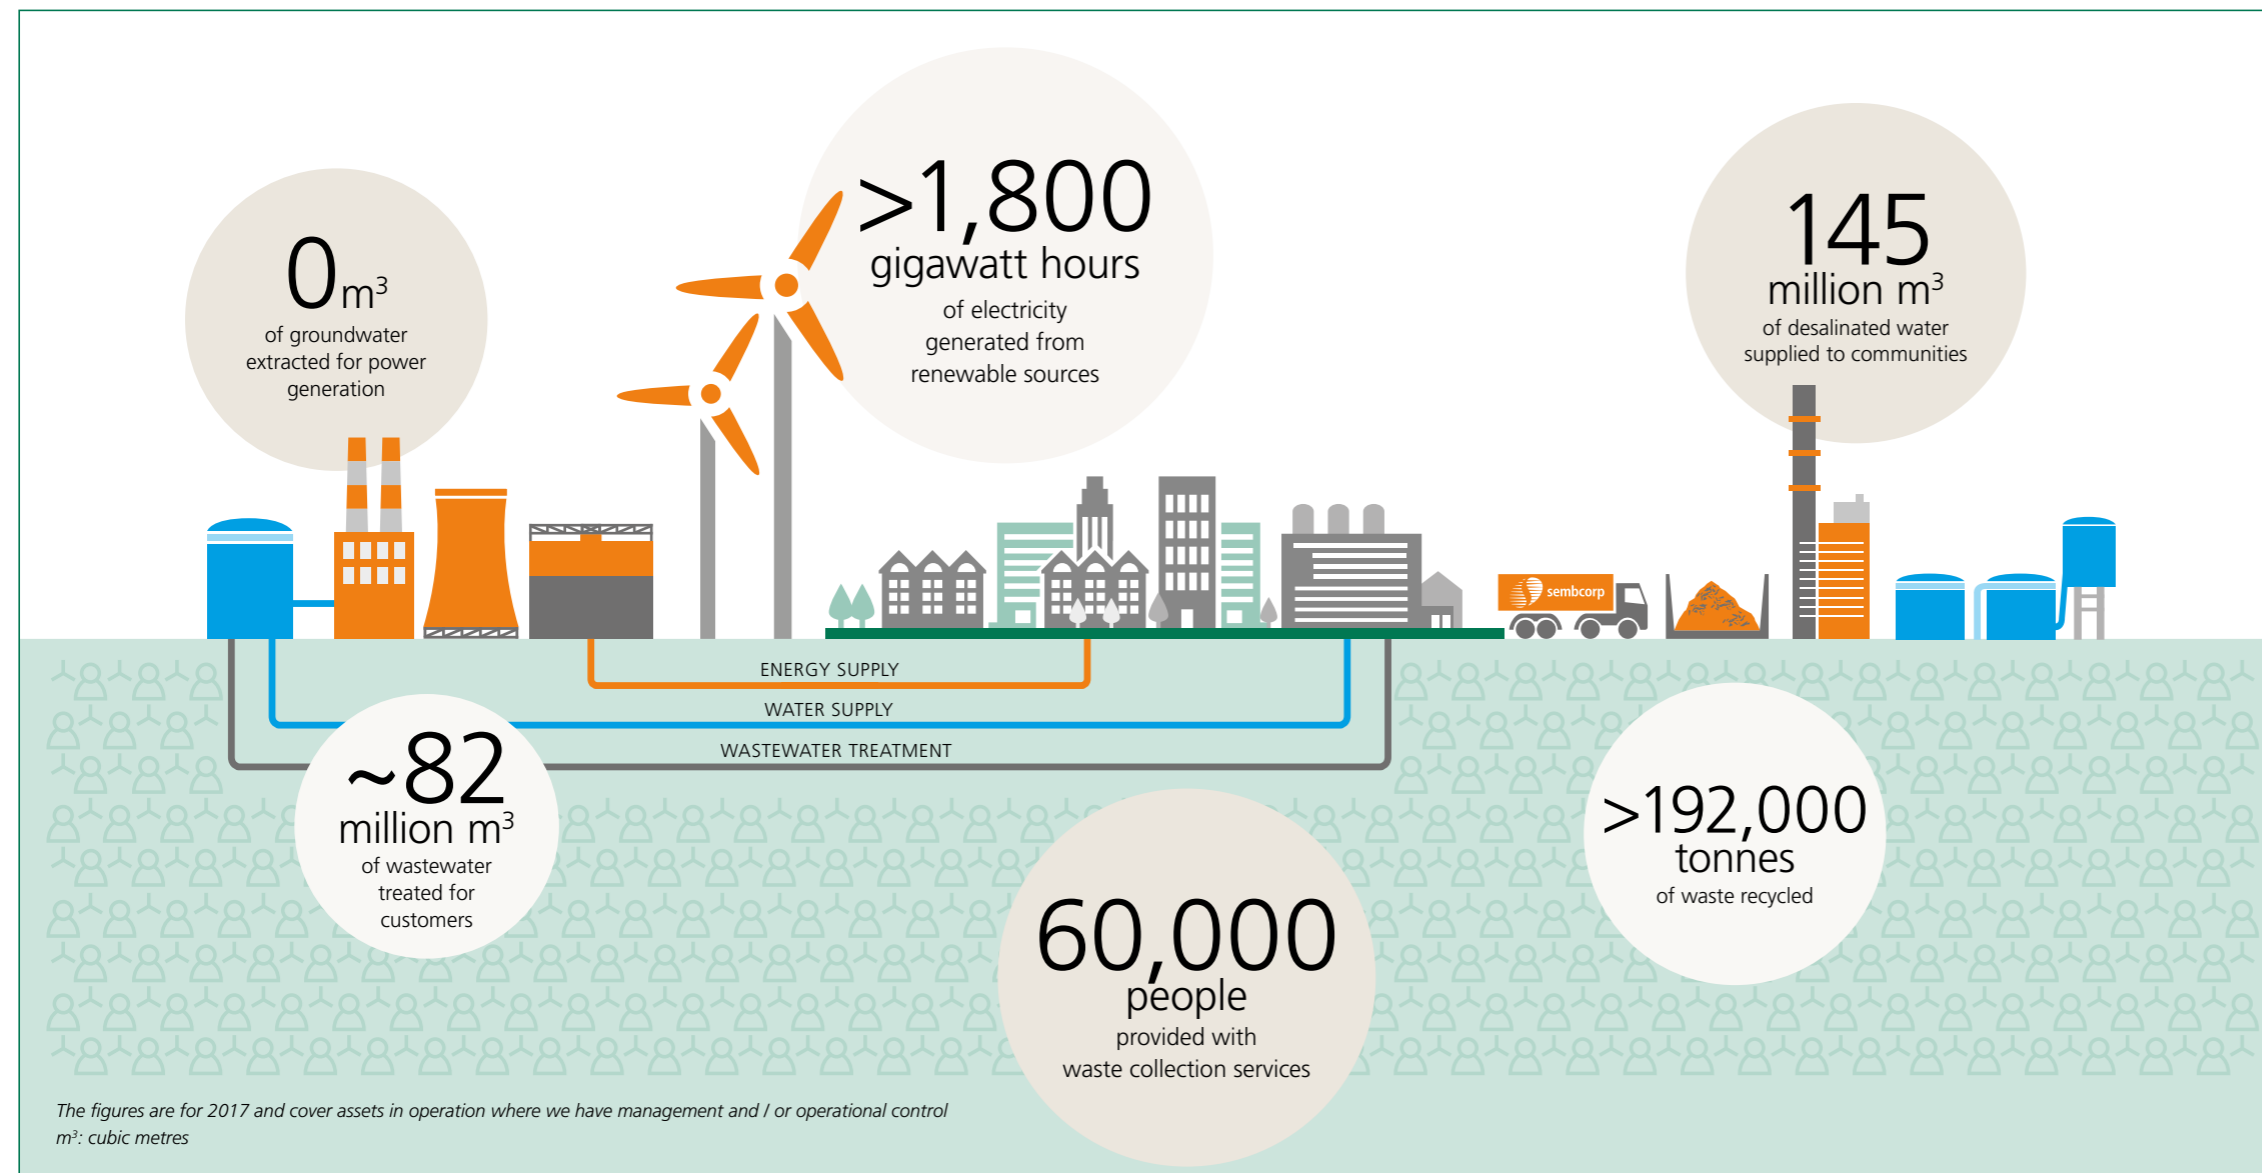 0 m³
of groundwater
extracted for power
generation
>1,800
gigawatt hours
of electricity
generated from
renewable sources
145
million m³
of desalinated water
supplied to communities
sembcorp
ENERGY SUPPLY
WATER SUPPLY
WASTEWATER TREATMENT
~82
million m³
of wastewater
treated for
customers
60,000
people
provided with
waste collection services
>192,000
tonnes
of waste recycled
The figures are for 2017 and cover assets in operation where we have management and / or operational control
m³: cubic metres